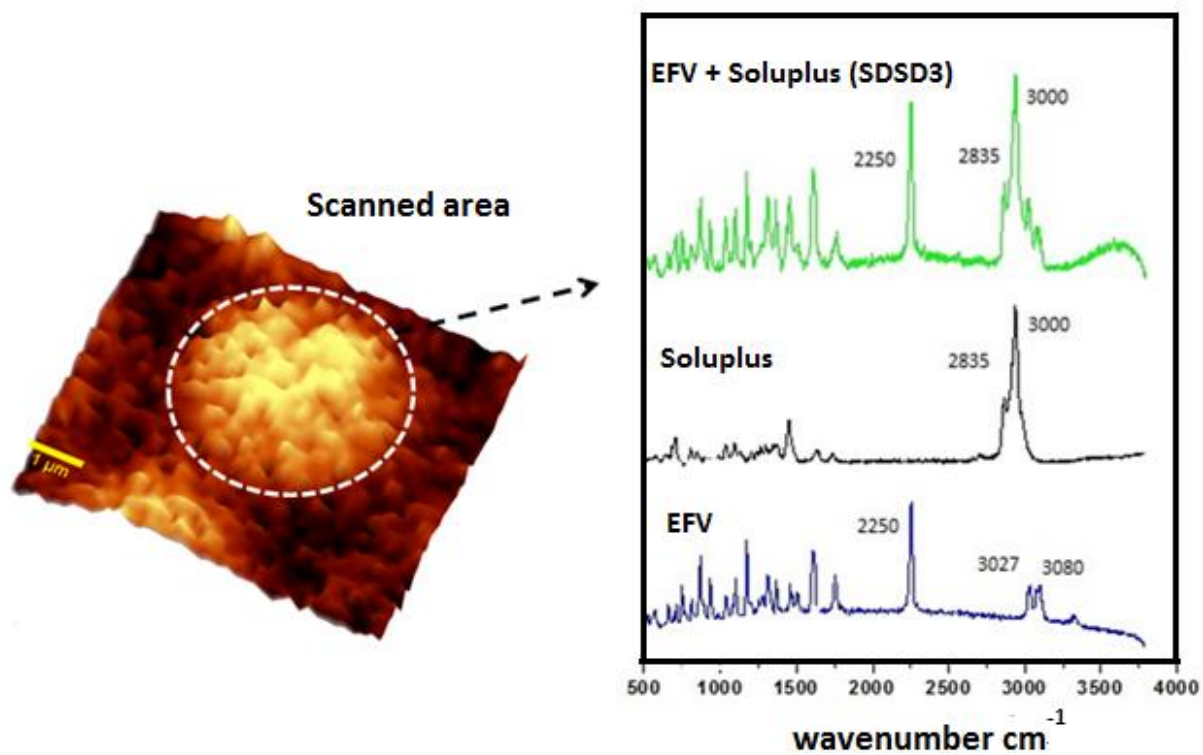 Scanned area
1 µm
EFV + Soluplus (SDSD3)
3000
2250
2835
Soluplus
3000
2835
EFV
2250
3027
3080
500 1000 1500 2000 2500 3000 3500 4000
wavenumber cm-1